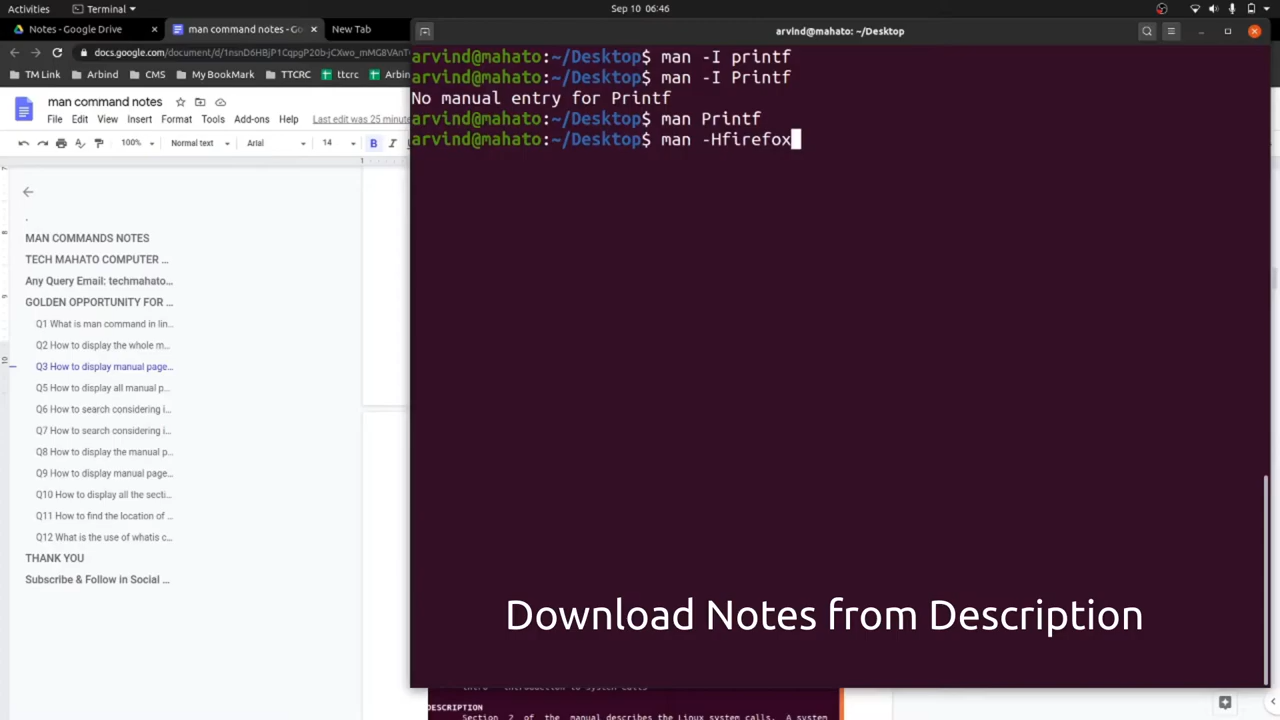 Activities
Terminal
Sep 10 06:46
Notes - Google Drive
man command notes - Go
New Tab
arvind@mahato: ~/Desktop
TM Link
Arbind
CMS
My BookMark
TTCRC
ttcrc
man command notes
File Edit View Insert Format Tools Add-ons Help Last edit was 25 minut
100% Normal text Arial 14 B I
MAN COMMANDS NOTES
TECH MAHATO COMPUTER ...
Any Query Email: techmahato...
GOLDEN OPPORTUNITY FOR ...
Q1 What is man command in lin...
Q2 How to display the whole m...
Q3 How to display manual page...
Q5 How to display all manual p...
Q6 How to search considering i...
Q7 How to search considering i...
Q8 How to display the manual p...
Q9 How to display manual page...
Q10 How to display all the secti...
Q11 How to find the location of ...
Q12 What is the use of whatis c...
THANK YOU
Subscribe & Follow in Social ...
arvind@mahato:~/Desktop$ man -I printf
arvind@mahato:~/Desktop$ man -I Printf
No manual entry for Printf
arvind@mahato:~/Desktop$ man Printf
arvind@mahato:~/Desktop$ man -Hfirefox
Download Notes from Description
DESCRIPTION
Section 2 of the manual describes the Linux system calls. A system